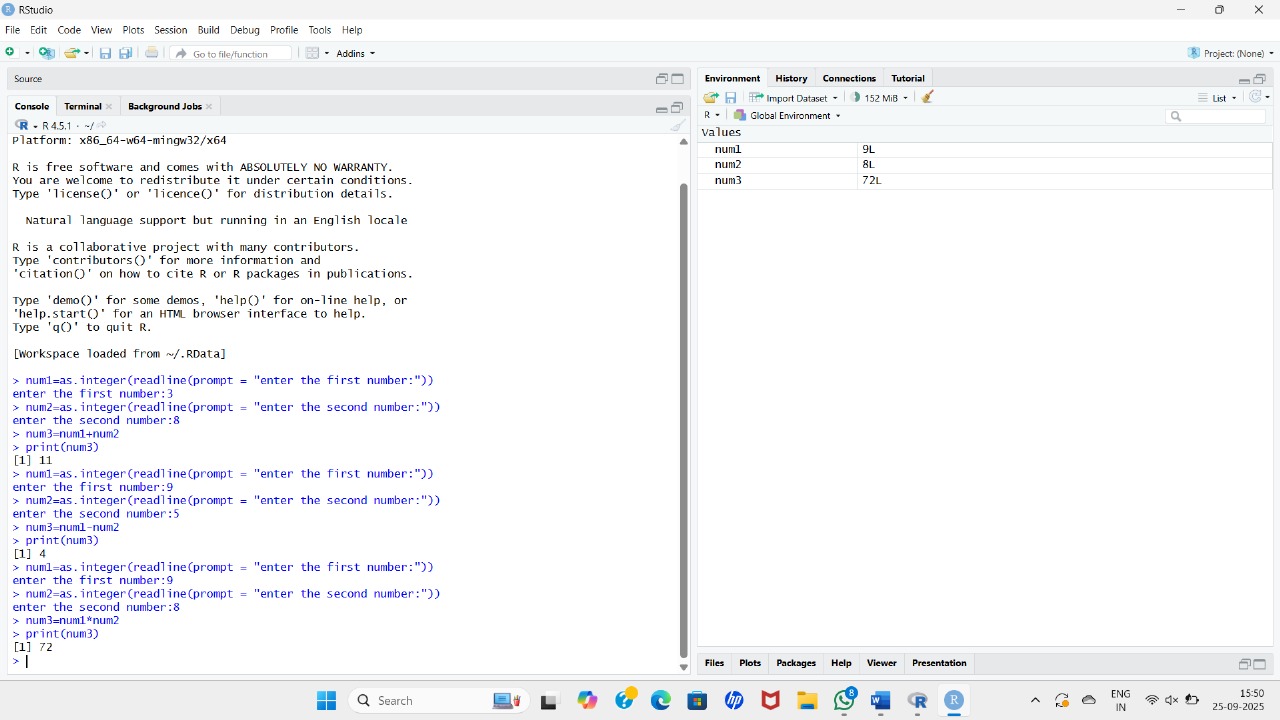 RStudio
File Edit Code View Plots Session Build Debug Profile Tools Help
Go to file/function Addins Project: (None)
Source
Console Terminal Background Jobs
R 4.5.1 · ~/
Platform: x86_64-w64-mingw32/x64
R is free software and comes with ABSOLUTELY NO WARRANTY.
You are welcome to redistribute it under certain conditions.
Type 'license()' or 'licence()' for distribution details.
Natural language support but running in an English locale
R is a collaborative project with many contributors.
Type 'contributors()' for more information and
'citation()' on how to cite R or R packages in publications.
Type 'demo()' for some demos, 'help()' for on-line help, or
'help.start()' for an HTML browser interface to help.
Type 'q()' to quit R.
[Workspace loaded from ~/.RData]
> num1=as.integer(readline(prompt = "enter the first number:"))
enter the first number:3
> num2=as.integer(readline(prompt = "enter the second number:"))
enter the second number:8
> num3=num1+num2
> print(num3)
[1] 11
> num1=as.integer(readline(prompt = "enter the first number:"))
enter the first number:9
> num2=as.integer(readline(prompt = "enter the second number:"))
enter the second number:5
> num3=num1-num2
> print(num3)
[1] 4
> num1=as.integer(readline(prompt = "enter the first number:"))
enter the first number:9
> num2=as.integer(readline(prompt = "enter the second number:"))
enter the second number:8
> num3=num1*num2
> print(num3)
[1] 72
>
Environment History Connections Tutorial
Import Dataset 152 MiB List
R Global Environment
Values
num1 9L
num2 8L
num3 72L
Files Plots Packages Help Viewer Presentation
Search
8
ENG
IN
15:50
25-09-2025